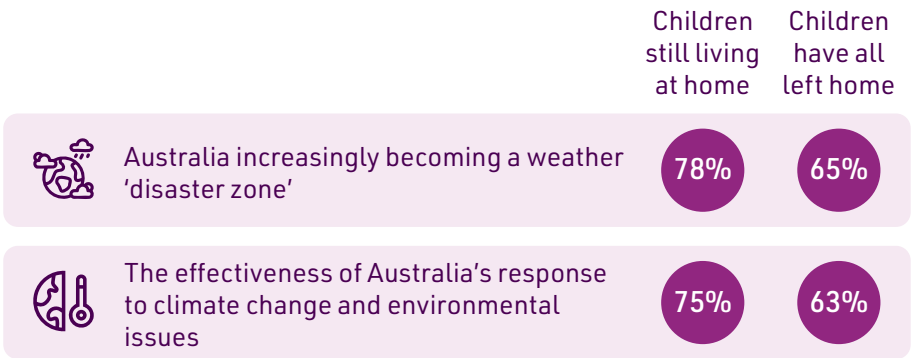 Children still living at home
Children have all left home
Australia increasingly becoming a weather
'disaster zone'
78%
65%
The effectiveness of Australia's response
to climate change and environmental
issues
75%
63%